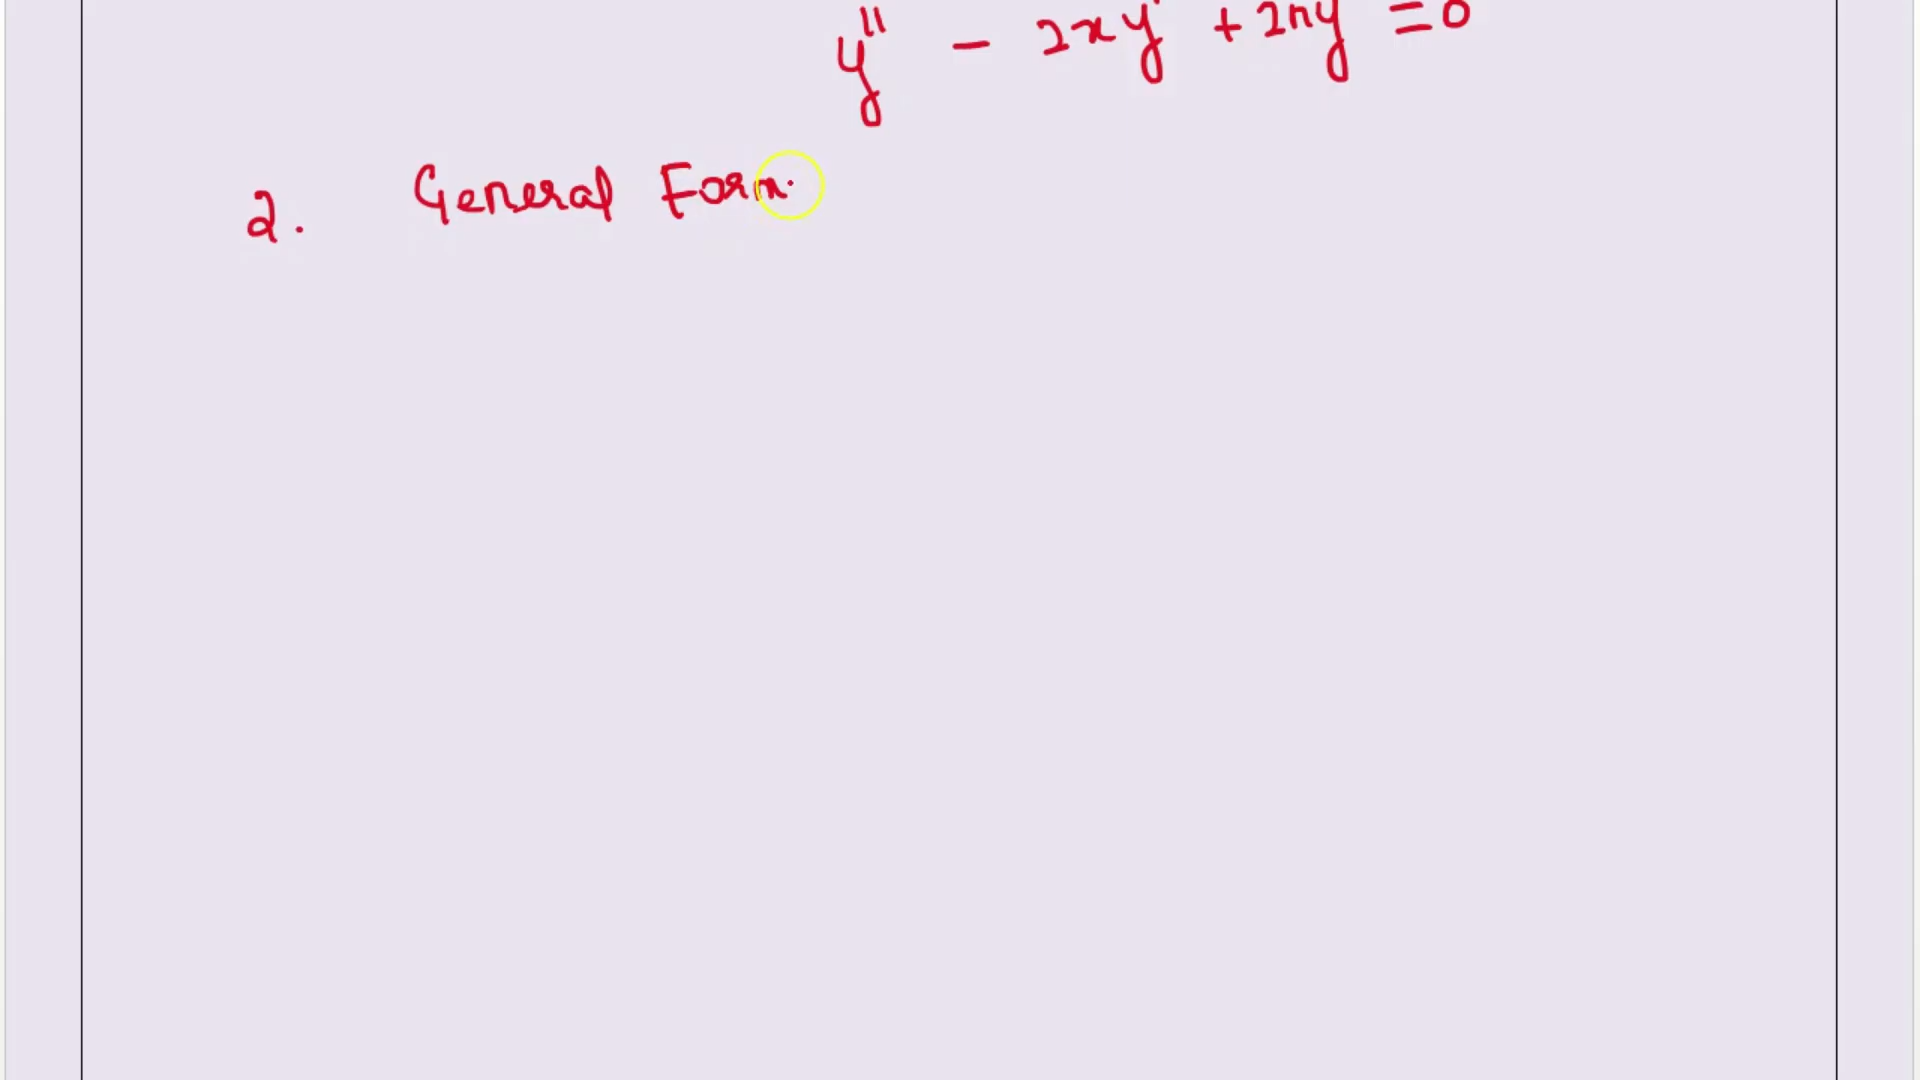 y'' - 2xy' + 2ny = 0
2. General Form